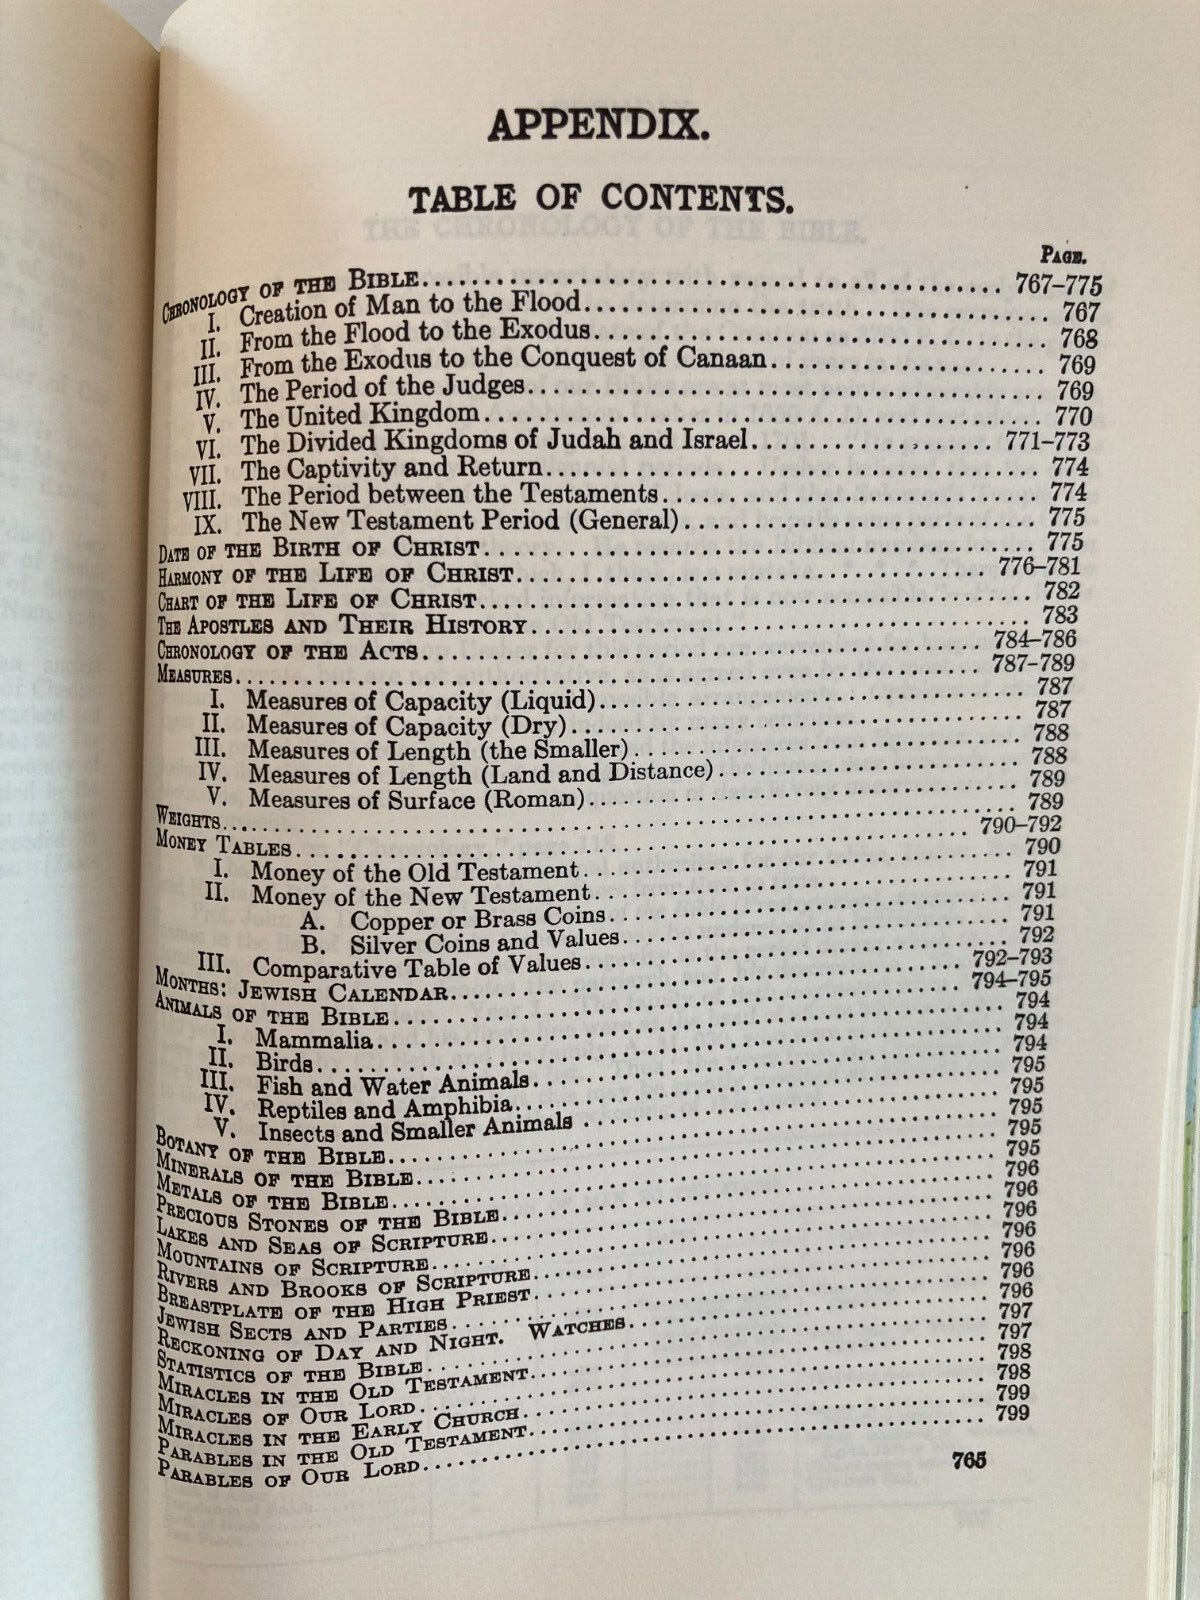 APPENDIX.
TABLE OF CONTENTS.
PAGE.
CHRONOLOGY OF THE BIBLE........ 767–775
I. Creation of Man to the Flood........ 767
II. From the Flood to the Exodus........ 768
III. From the Exodus to the Conquest of Canaan........ 769
IV. The Period of the Judges........ 769
V. The United Kingdom........ 770
VI. The Divided Kingdoms of Judah and Israel........ 771–773
VII. The Captivity and Return........ 774
VIII. The Period between the Testaments........ 774
IX. The New Testament Period (General)........ 775
DATE OF THE BIRTH OF CHRIST........ 775
HARMONY OF THE LIFE OF CHRIST........ 776–781
CHART OF THE LIFE OF CHRIST........ 782
THE APOSTLES AND THEIR HISTORY........ 783
CHRONOLOGY OF THE ACTS........ 784–786
MEASURES........ 787–789
I. Measures of Capacity (Liquid)........ 787
II. Measures of Capacity (Dry)........ 787
III. Measures of Length (the Smaller)........ 788
IV. Measures of Length (Land and Distance)........ 788
V. Measures of Surface (Roman)........ 789
WEIGHTS........ 789
MONEY TABLES........ 790–792
I. Money of the Old Testament........ 790
II. Money of the New Testament........ 791
A. Copper or Brass Coins........ 791
B. Silver Coins and Values........ 791
III. Comparative Table of Values........ 792
MONTHS: JEWISH CALENDAR........ 792–793
ANIMALS OF THE BIBLE........ 794–795
I. Mammalia........ 794
II. Birds........ 794
III. Fish and Water Animals........ 794
IV. Reptiles and Amphibia........ 795
V. Insects and Smaller Animals........ 795
BOTANY OF THE BIBLE........ 795
MINERALS OF THE BIBLE........ 795
METALS OF THE BIBLE........ 795
PRECIOUS STONES OF THE BIBLE........ 796
LAKES AND SEAS OF SCRIPTURE........ 796
MOUNTAINS OF SCRIPTURE........ 796
RIVERS AND BROOKS OF SCRIPTURE........ 796
BREASTPLATE OF THE HIGH PRIEST........ 796
JEWISH SECTS AND PARTIES........ 796
RECKONING OF DAY AND NIGHT. WATCHES........ 796
STATISTICS OF THE BIBLE........ 797
MIRACLES IN THE OLD TESTAMENT........ 797
MIRACLES OF OUR LORD........ 798
MIRACLES IN THE EARLY CHURCH........ 798
PARABLES IN THE OLD TESTAMENT........ 799
PARABLES OF OUR LORD........ 799
765